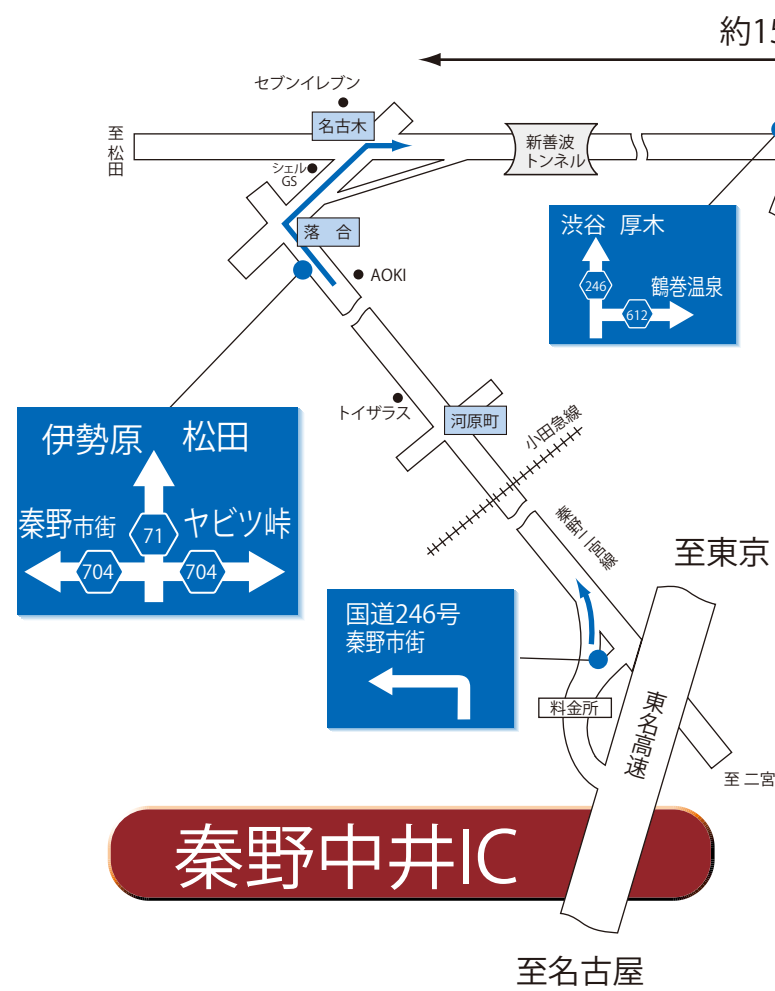 約15
セブンイレブン
名古木
至松田
新善波
トンネル
シェル
GS
落 合
AOKI
渋谷 厚木
246
鶴巻温泉
612
トイザラス
河原町
小田急線
伊勢原 松田
秦野市街
71
ヤビツ峠
704
704
秦野二宮線
至東京
国道246号
秦野市街
料金所
東名高速
至 二宮
秦野中井IC
至名古屋